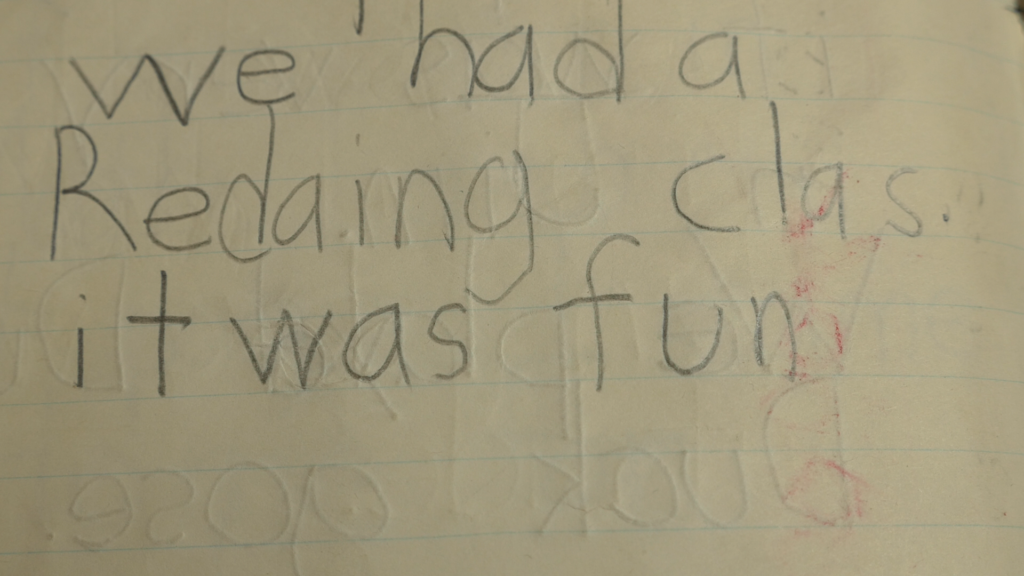 we had a
Redaing clas.
it was fun